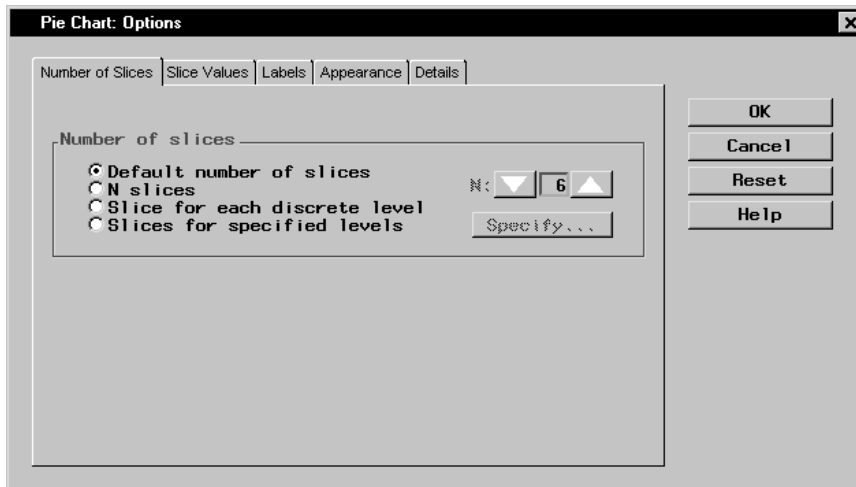 Pie Chart: Options
Number of Slices Slice Values Labels Appearance Details
Number of slices
Default number of slices
N slices
Slice for each discrete level
Slices for specified levels
N: 6
Specify...
OK
Cancel
Reset
Help